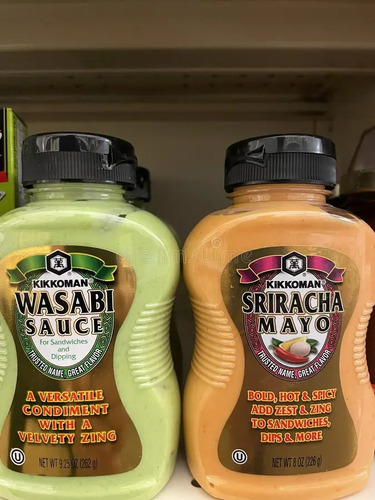 KIKKOMAN
WASABI
SAUCE
For Sandwiches
and
Dipping
TRUSTED NAME, GREAT FLAVOR
A VERSATILE
CONDIMENT
WITH A
VELVETY ZING
U
NET WT 9.25 OZ (262 g)
KIKKOMAN
SRIRACHA
MAYO
TRUSTED NAME, GREAT FLAVOR
BOLD, HOT & SPICY
ADD ZEST & ZING
TO SANDWICHES,
DIPS & MORE
U
NET WT 8 OZ (226 g)